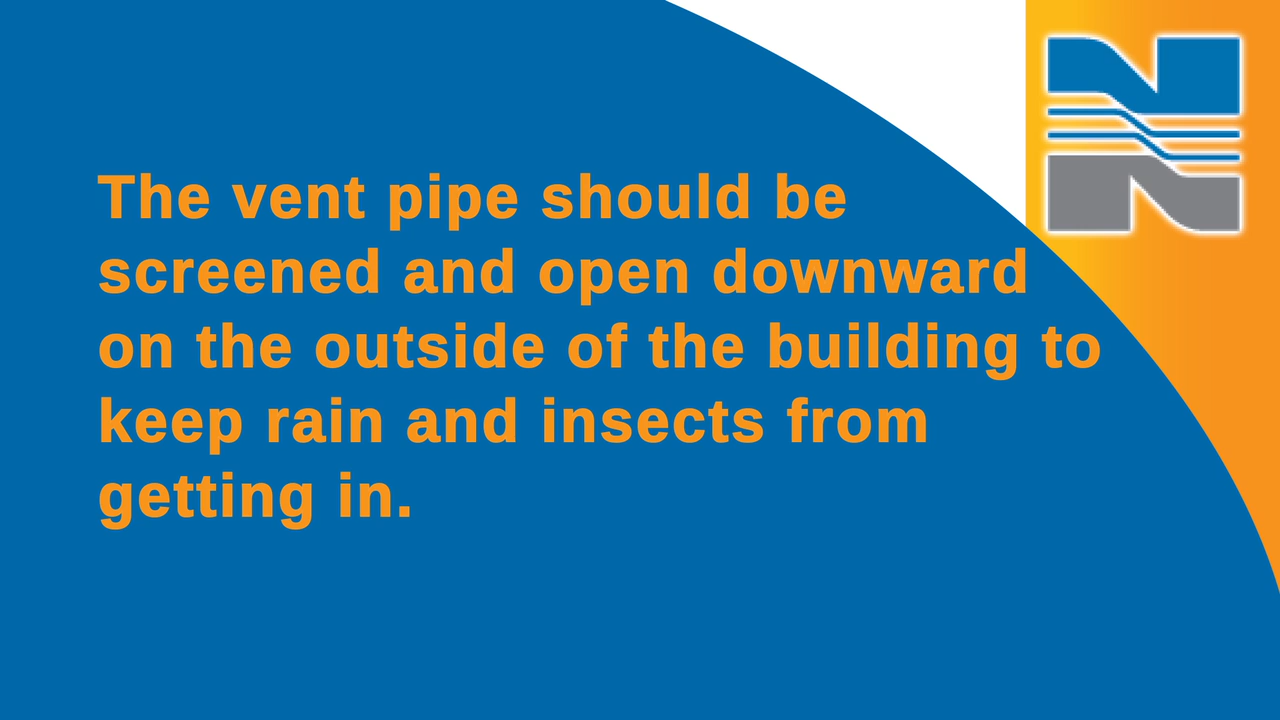 The vent pipe should be
screened and open downward
on the outside of the building to
keep rain and insects from
getting in.